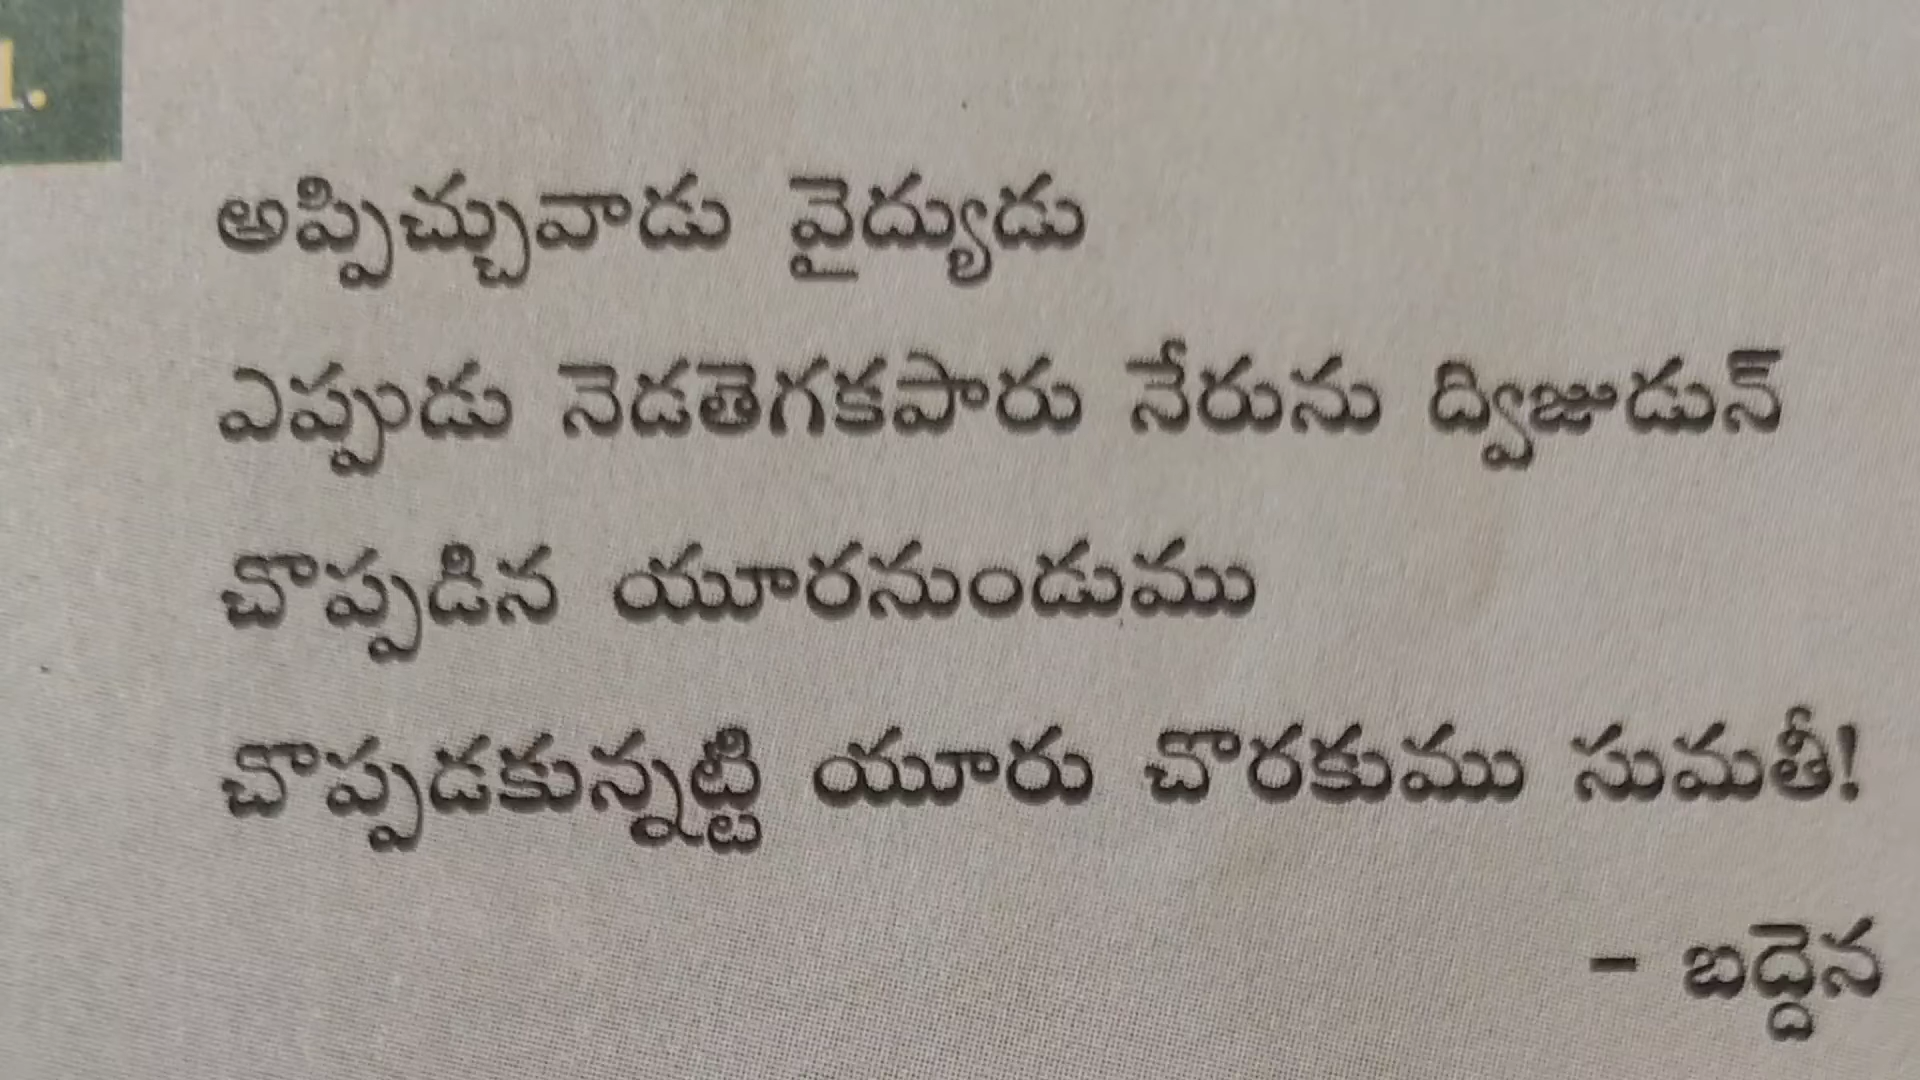 1.
అప్పిచ్చువాడు వైద్యుడు
ఎప్పుడు నెడతెగకపారు నేరును ద్విజుడున్
చొప్పడిన యూరనుండుము
చొప్పడకున్నట్టి యూరు చొరకుము సుమతీ!
- బద్దెన